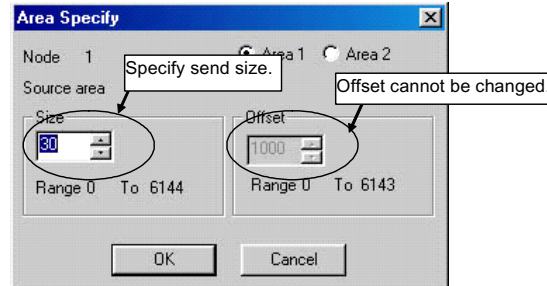 Area Specify
Node 1
Area 1 Area 2
Specify send size.
Source area
Offset cannot be changed.
Size
Offset
30
1000
Range 0 To 6144
Range 0 To 6143
OK
Cancel